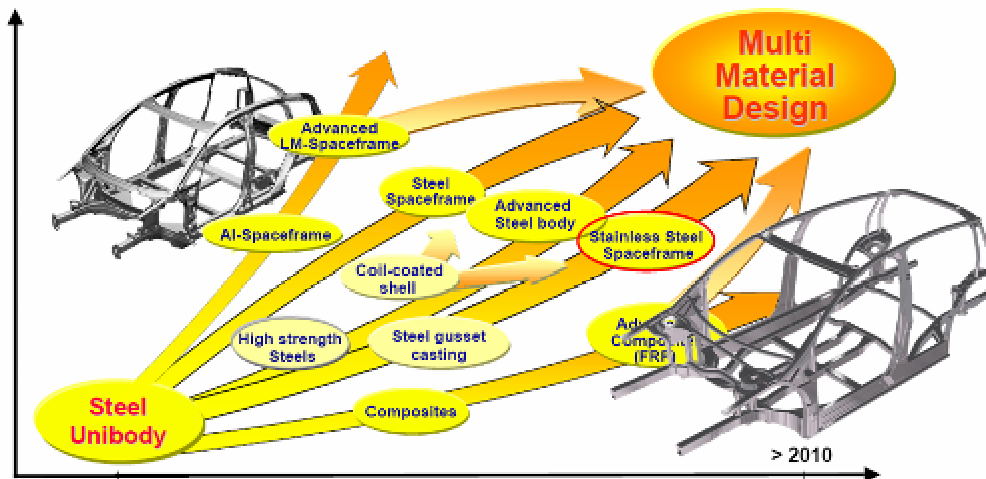 Multi
Material
Design
Advanced
LM-Spaceframe
Steel
Spaceframe
Advanced
Steel body
Al-Spaceframe
Stainless Steel
Spaceframe
Coil-coated
shell
High strength
Steels
Steel gusset
casting
(FRP)
Steel
Unibody
Composites
> 2010